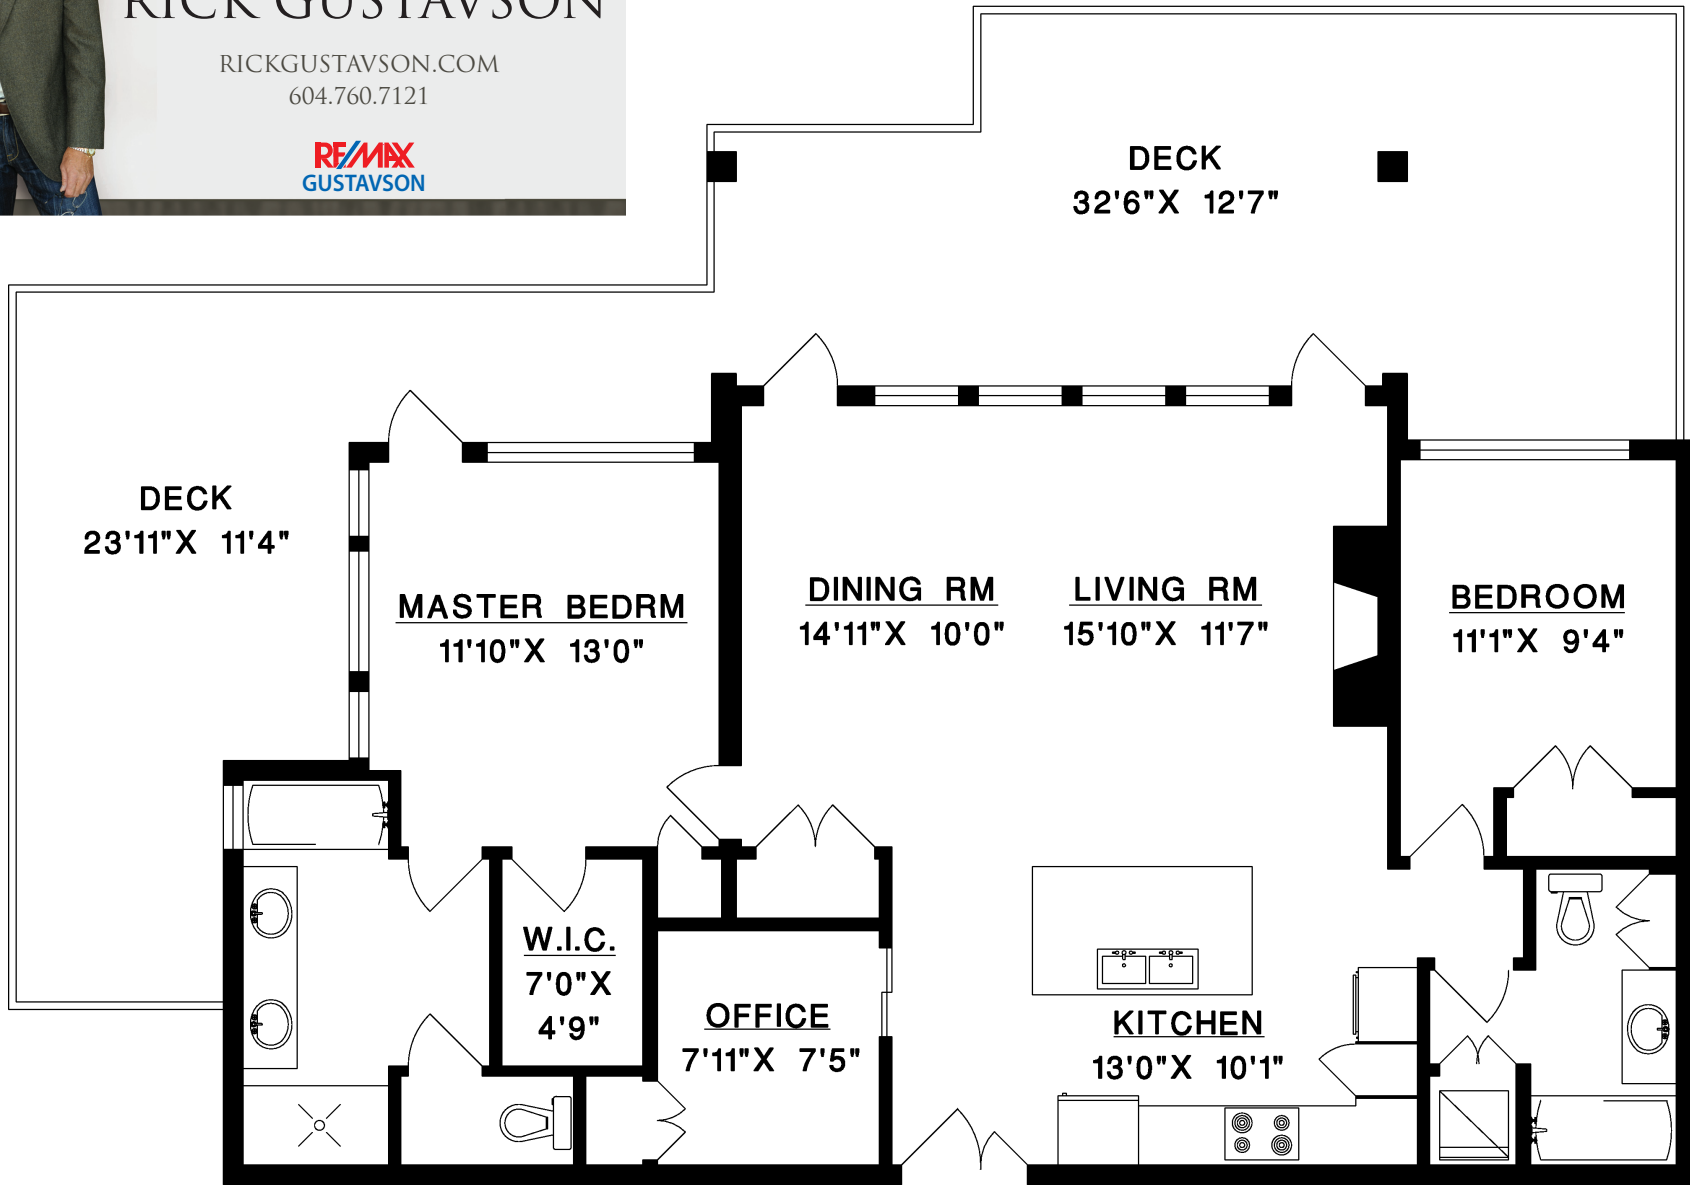 RICK GUSTAVSON
RICKGUSTAVSON.COM
604.760.7121
RE/MAX
GUSTAVSON
DECK
32'6"X 12'7"
DECK
23'11"X 11'4"
MASTER BEDRM
11'10"X 13'0"
DINING RM
14'11"X 10'0"
LIVING RM
15'10"X 11'7"
BEDROOM
11'1"X 9'4"
W.I.C.
7'0"X
4'9"
OFFICE
7'11"X 7'5"
KITCHEN
13'0"X 10'1"